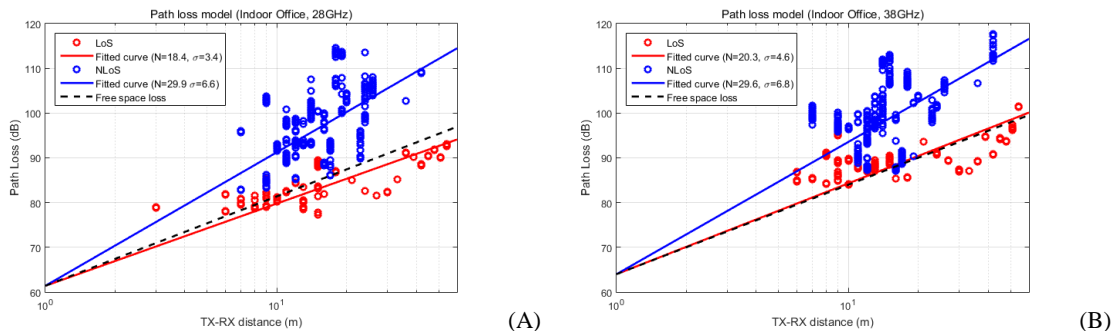 Path loss model (Indoor Office, 28GHz)
120
110
100
90
80
70
60
Path Loss (dB)
LoS
Fitted curve (N=18.4, σ=3.4)
NLoS
Fitted curve (N=29.9 σ=6.6)
Free space loss
10^0
10^1
TX-RX distance (m)
(A)
Path loss model (Indoor Office, 38GHz)
120
110
100
90
80
70
60
Path Loss (dB)
LoS
Fitted curve (N=20.3, σ=4.6)
NLoS
Fitted curve (N=29.6, σ=6.8)
Free space loss
10^0
10^1
TX-RX distance (m)
(B)